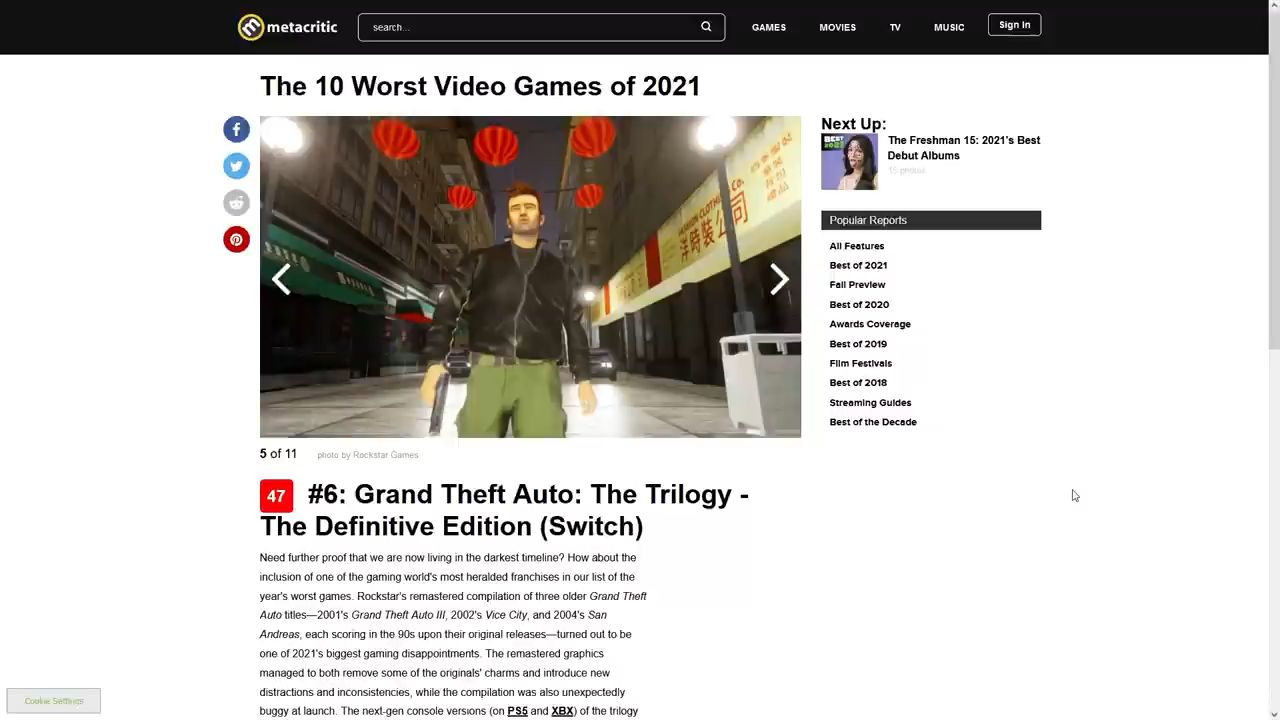 metacritic
search...
GAMES
MOVIES
TV
MUSIC
Sign In
The 10 Worst Video Games of 2021
Next Up:
The Freshman 15: 2021's Best
Debut Albums
15 photos
Popular Reports
All Features
Best of 2021
Fall Preview
Best of 2020
Awards Coverage
Best of 2019
Film Festivals
Best of 2018
Streaming Guides
Best of the Decade
5 of 11
photo by Rockstar Games
47 #6: Grand Theft Auto: The Trilogy -
The Definitive Edition (Switch)
Need further proof that we are now living in the darkest timeline? How about the
inclusion of one of the gaming world's most heralded franchises in our list of the
year's worst games. Rockstar's remastered compilation of three older Grand Theft
Auto titles—2001's Grand Theft Auto III, 2002's Vice City, and 2004's San
Andreas, each scoring in the 90s upon their original releases—turned out to be
one of 2021's biggest gaming disappointments. The remastered graphics
managed to both remove some of the originals' charms and introduce new
distractions and inconsistencies, while the compilation was also unexpectedly
buggy at launch. The next-gen console versions (on PS5 and XBX) of the trilogy
Cookie Settings